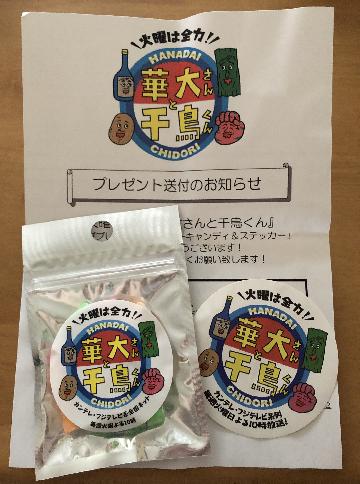 火曜は全力!!
HANADAI
華大さん
と
千鳥くん
CHIDORI
プレゼント送付のお知らせ
さんと千鳥くん』
キャンディ&ステッカー!
ございます!
くお願い致します!
火曜は全力!!
HANADAI
華大さん
と
千鳥くん
CHIDORI
カンテレ・フジテレビ系全国ネット
毎週火曜よる10時
火曜は全力!!
HANADAI
華大さん
と
千鳥くん
CHIDORI
カンテレ・フジテレビ系列
毎週火曜日よる10時放送!